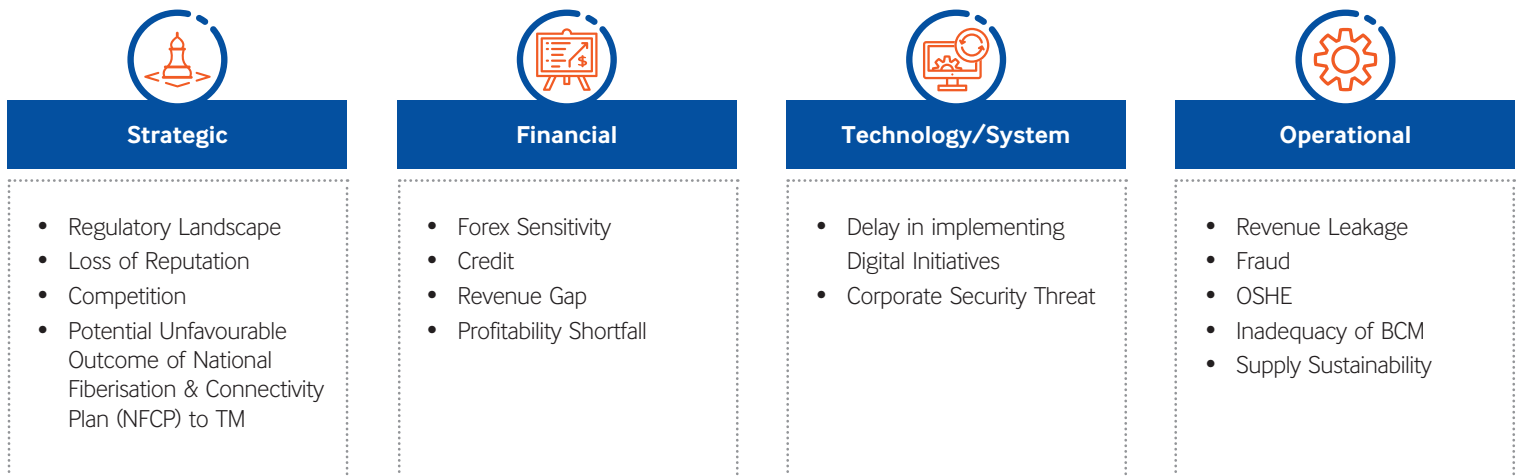 $
Strategic
• Regulatory Landscape
• Loss of Reputation
• Competition
• Potential Unfavourable
Outcome of National
Fiberisation & Connectivity
Plan (NFCP) to TM
Financial
• Forex Sensitivity
• Credit
• Revenue Gap
• Profitability Shortfall
Technology/System
• Delay in implementing
Digital Initiatives
• Corporate Security Threat
Operational
• Revenue Leakage
• Fraud
• OSHE
• Inadequacy of BCM
• Supply Sustainability